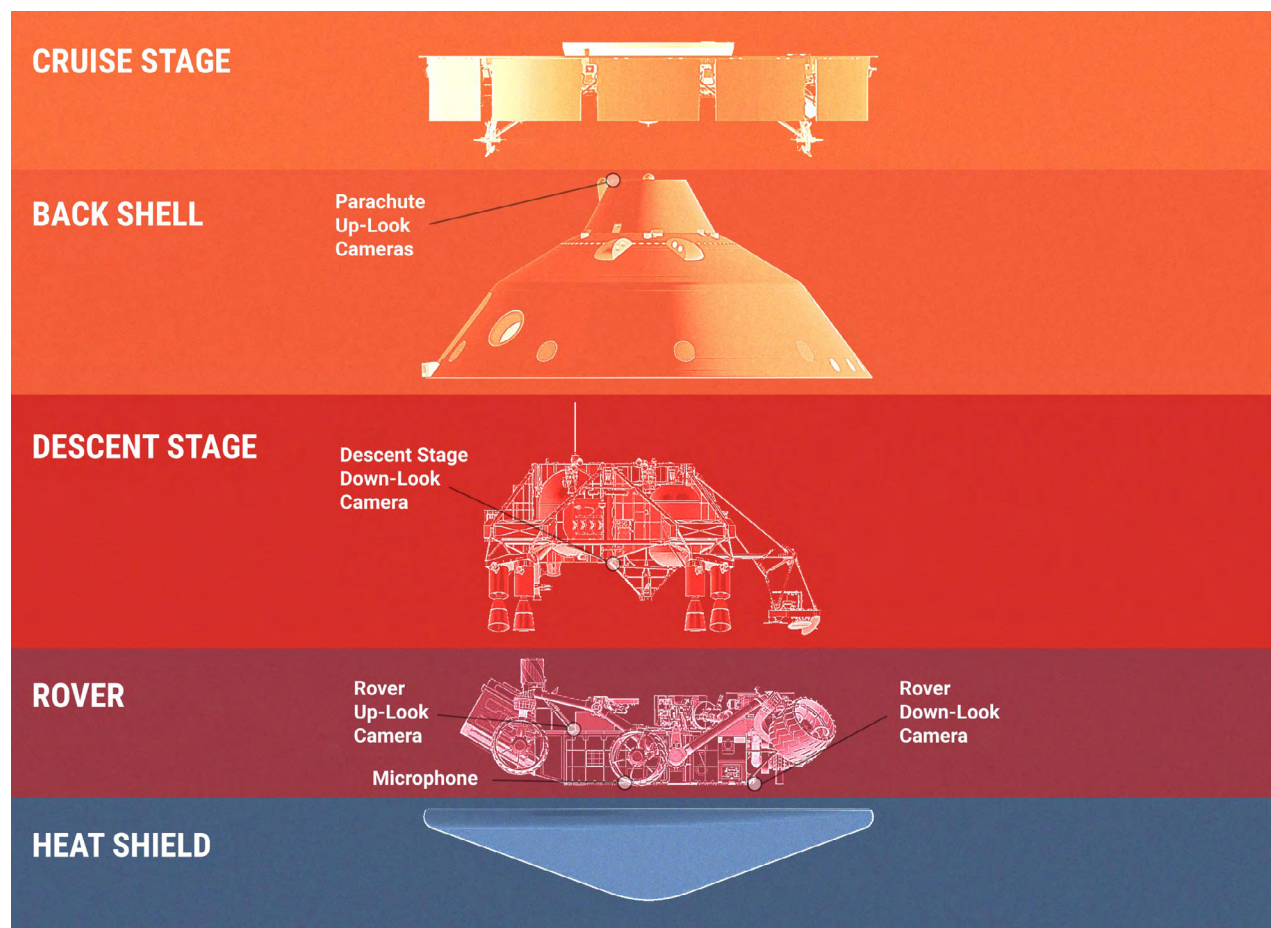 CRUISE STAGE
BACK SHELL
Parachute
Up-Look
Cameras
DESCENT STAGE
Descent Stage
Down-Look
Camera
ROVER
Rover
Up-Look
Camera
Microphone
Rover
Down-Look
Camera
HEAT SHIELD